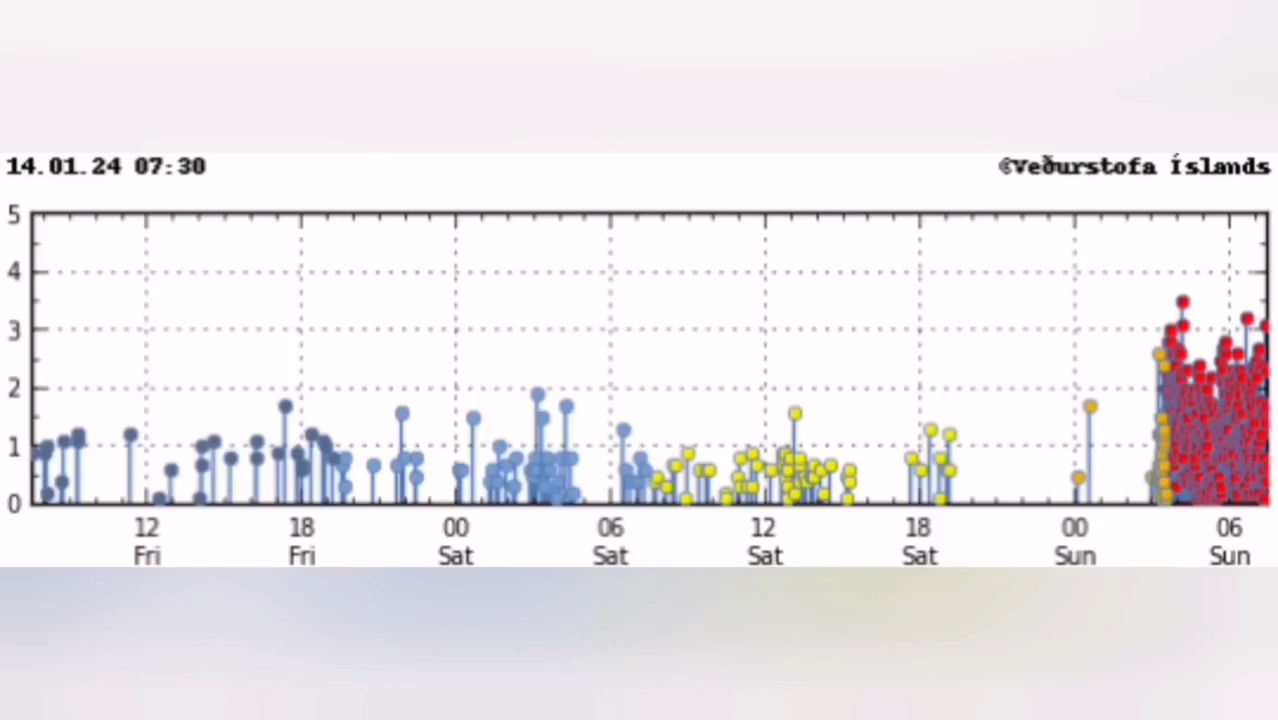 14.01.24 07:30 ©Veðurstofa Íslands
5
4
3
2
1
0
12 18 00 06 12 18 00 06
Fri Fri Sat Sat Sat Sat Sun Sun